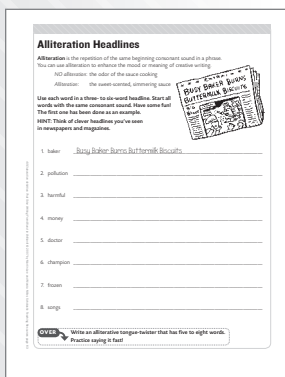 Alliteration Headlines
Alliteration is the repetition of the same beginning consonant sound in a phrase.
You can use alliteration to enhance the mood or meaning of creative writing.
NO alliteration: the odor of the sauce cooking
Alliteration: the sweet-scented, simmering sauce
Use each word in a three- to six-word headline. Start all
words with the same consonant sound. Have some fun!
The first one has been done as an example.
HINT: Think of clever headlines you've seen
in newspapers and magazines.
BUSY BAKER BURNS
BUTTERMILK BISCUITS
1. baker Busy Baker Burns Buttermilk Biscuits
2. pollution
3. harmful
4. money
5. doctor
6. champion
7. frozen
8. songs
OVER Write an alliterative tongue-twister that has five to eight words.
Practice saying it fast!